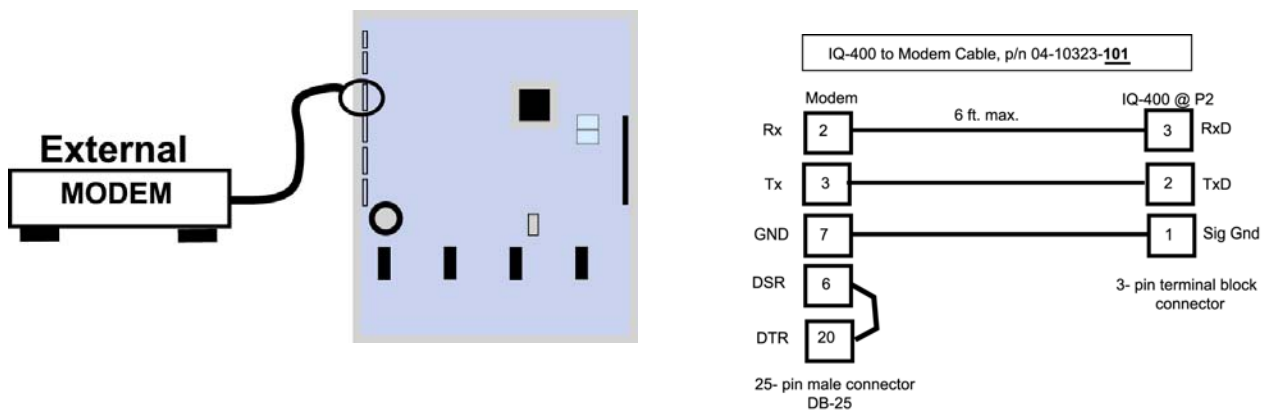 External
MODEM
IQ-400 to Modem Cable, p/n 04-10323-101
Modem
IQ-400 @ P2
6 ft. max.
Rx 2 3 RxD
Tx 3 2 TxD
GND 7 1 Sig Gnd
DSR 6
3- pin terminal block
connector
DTR 20
25- pin male connector
DB-25